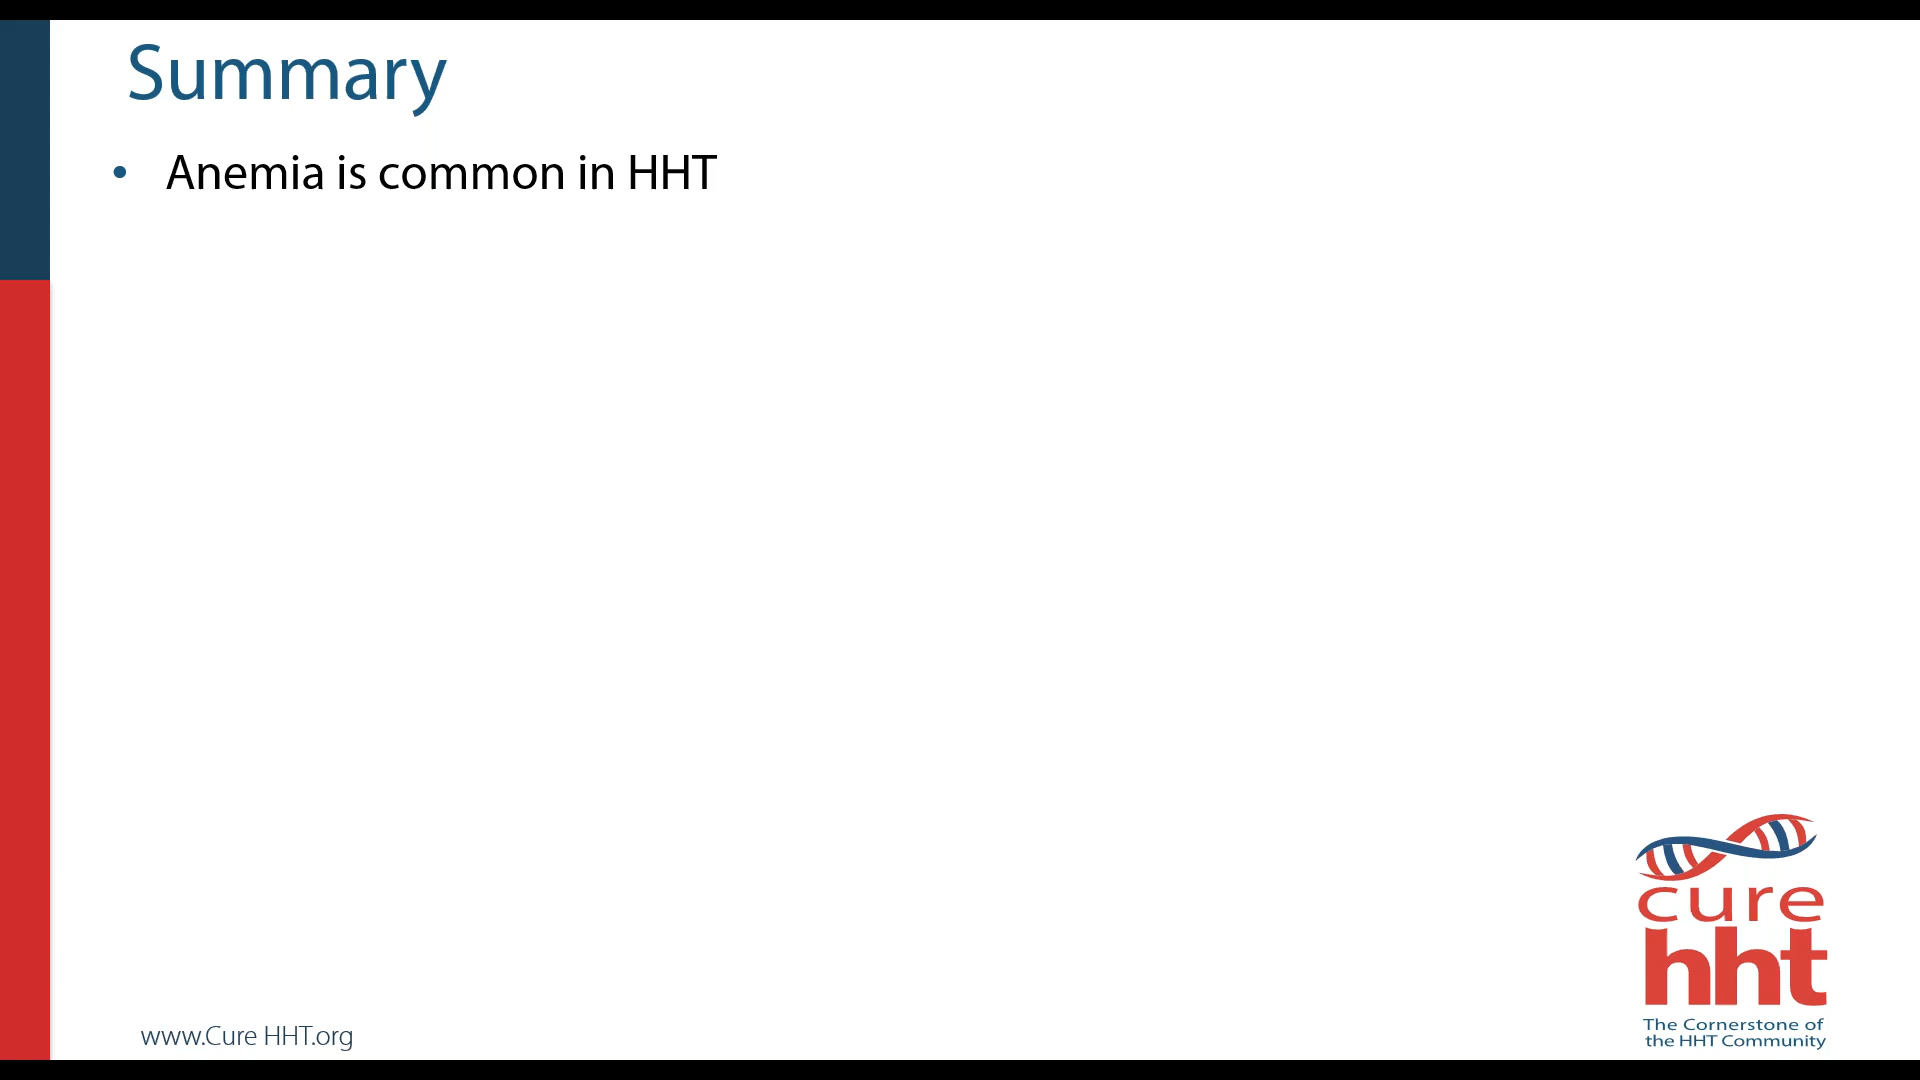 Summary
• Anemia is common in HHT
cure
hht
The Cornerstone of
the HHT Community
www.Cure HHT.org